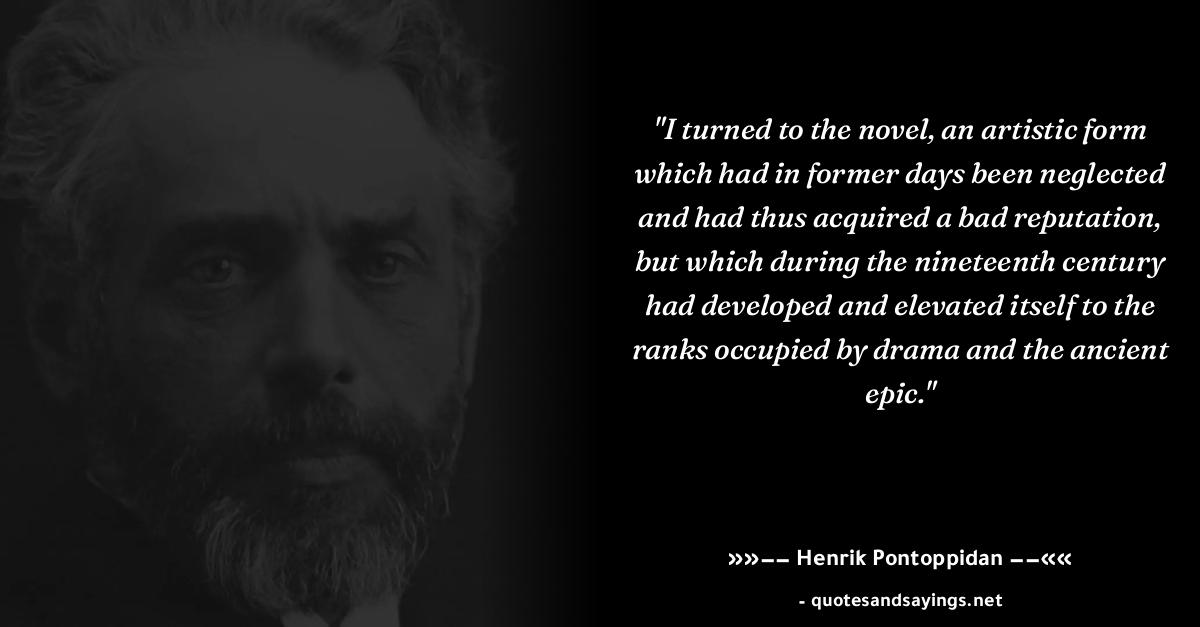 "I turned to the novel, an artistic form
which had in former days been neglected
and had thus acquired a bad reputation,
but which during the nineteenth century
had developed and elevated itself to the
ranks occupied by drama and the ancient
epic."
»»−− Henrik Pontoppidan −−««
- quotesandsayings.net